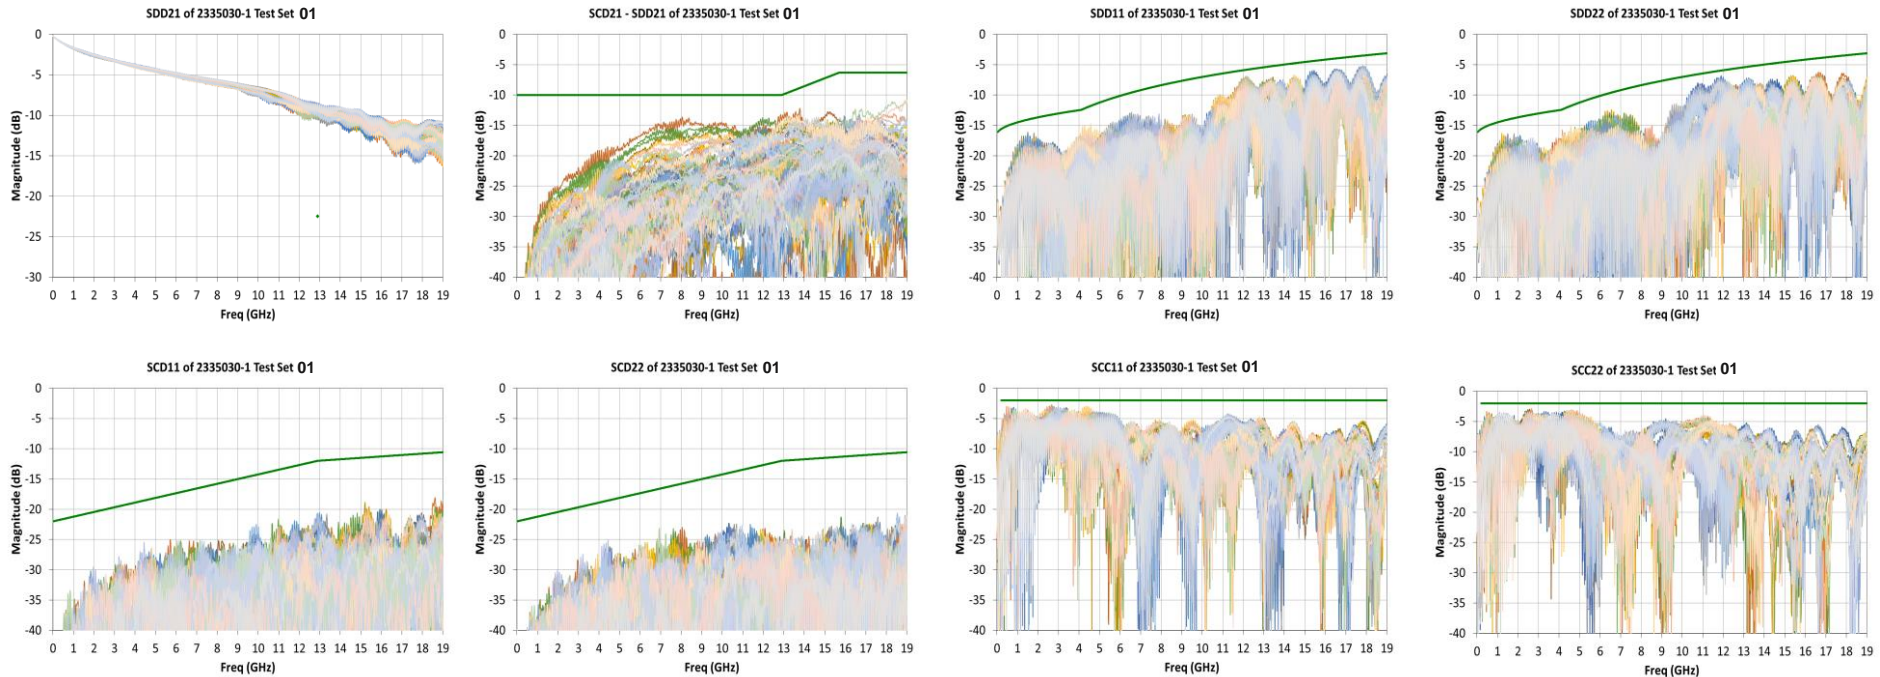 SDD21 of 2335030-1 Test Set 01
0
-5
-10
-15
-20
-25
-30
Magnitude (dB)
0 1 2 3 4 5 6 7 8 9 10 11 12 13 14 15 16 17 18 19
Freq (GHz)
SCD21 - SDD21 of 2335030-1 Test Set 01
0
-5
-10
-15
-20
-25
-30
-35
-40
Magnitude (dB)
0 1 2 3 4 5 6 7 8 9 10 11 12 13 14 15 16 17 18 19
Freq (GHz)
SDD11 of 2335030-1 Test Set 01
0
-5
-10
-15
-20
-25
-30
-35
-40
Magnitude (dB)
0 1 2 3 4 5 6 7 8 9 10 11 12 13 14 15 16 17 18 19
Freq (GHz)
SDD22 of 2335030-1 Test Set 01
0
-5
-10
-15
-20
-25
-30
-35
-40
Magnitude (dB)
0 1 2 3 4 5 6 7 8 9 10 11 12 13 14 15 16 17 18 19
Freq (GHz)
SCD11 of 2335030-1 Test Set 01
0
-5
-10
-15
-20
-25
-30
-35
-40
Magnitude (dB)
0 1 2 3 4 5 6 7 8 9 10 11 12 13 14 15 16 17 18 19
Freq (GHz)
SCD22 of 2335030-1 Test Set 01
0
-5
-10
-15
-20
-25
-30
-35
-40
Magnitude (dB)
0 1 2 3 4 5 6 7 8 9 10 11 12 13 14 15 16 17 18 19
Freq (GHz)
SCC11 of 2335030-1 Test Set 01
0
-5
-10
-15
-20
-25
-30
-35
-40
Magnitude (dB)
0 1 2 3 4 5 6 7 8 9 10 11 12 13 14 15 16 17 18 19
Freq (GHz)
SCC22 of 2335030-1 Test Set 01
0
-5
-10
-15
-20
-25
-30
-35
-40
Magnitude (dB)
0 1 2 3 4 5 6 7 8 9 10 11 12 13 14 15 16 17 18 19
Freq (GHz)